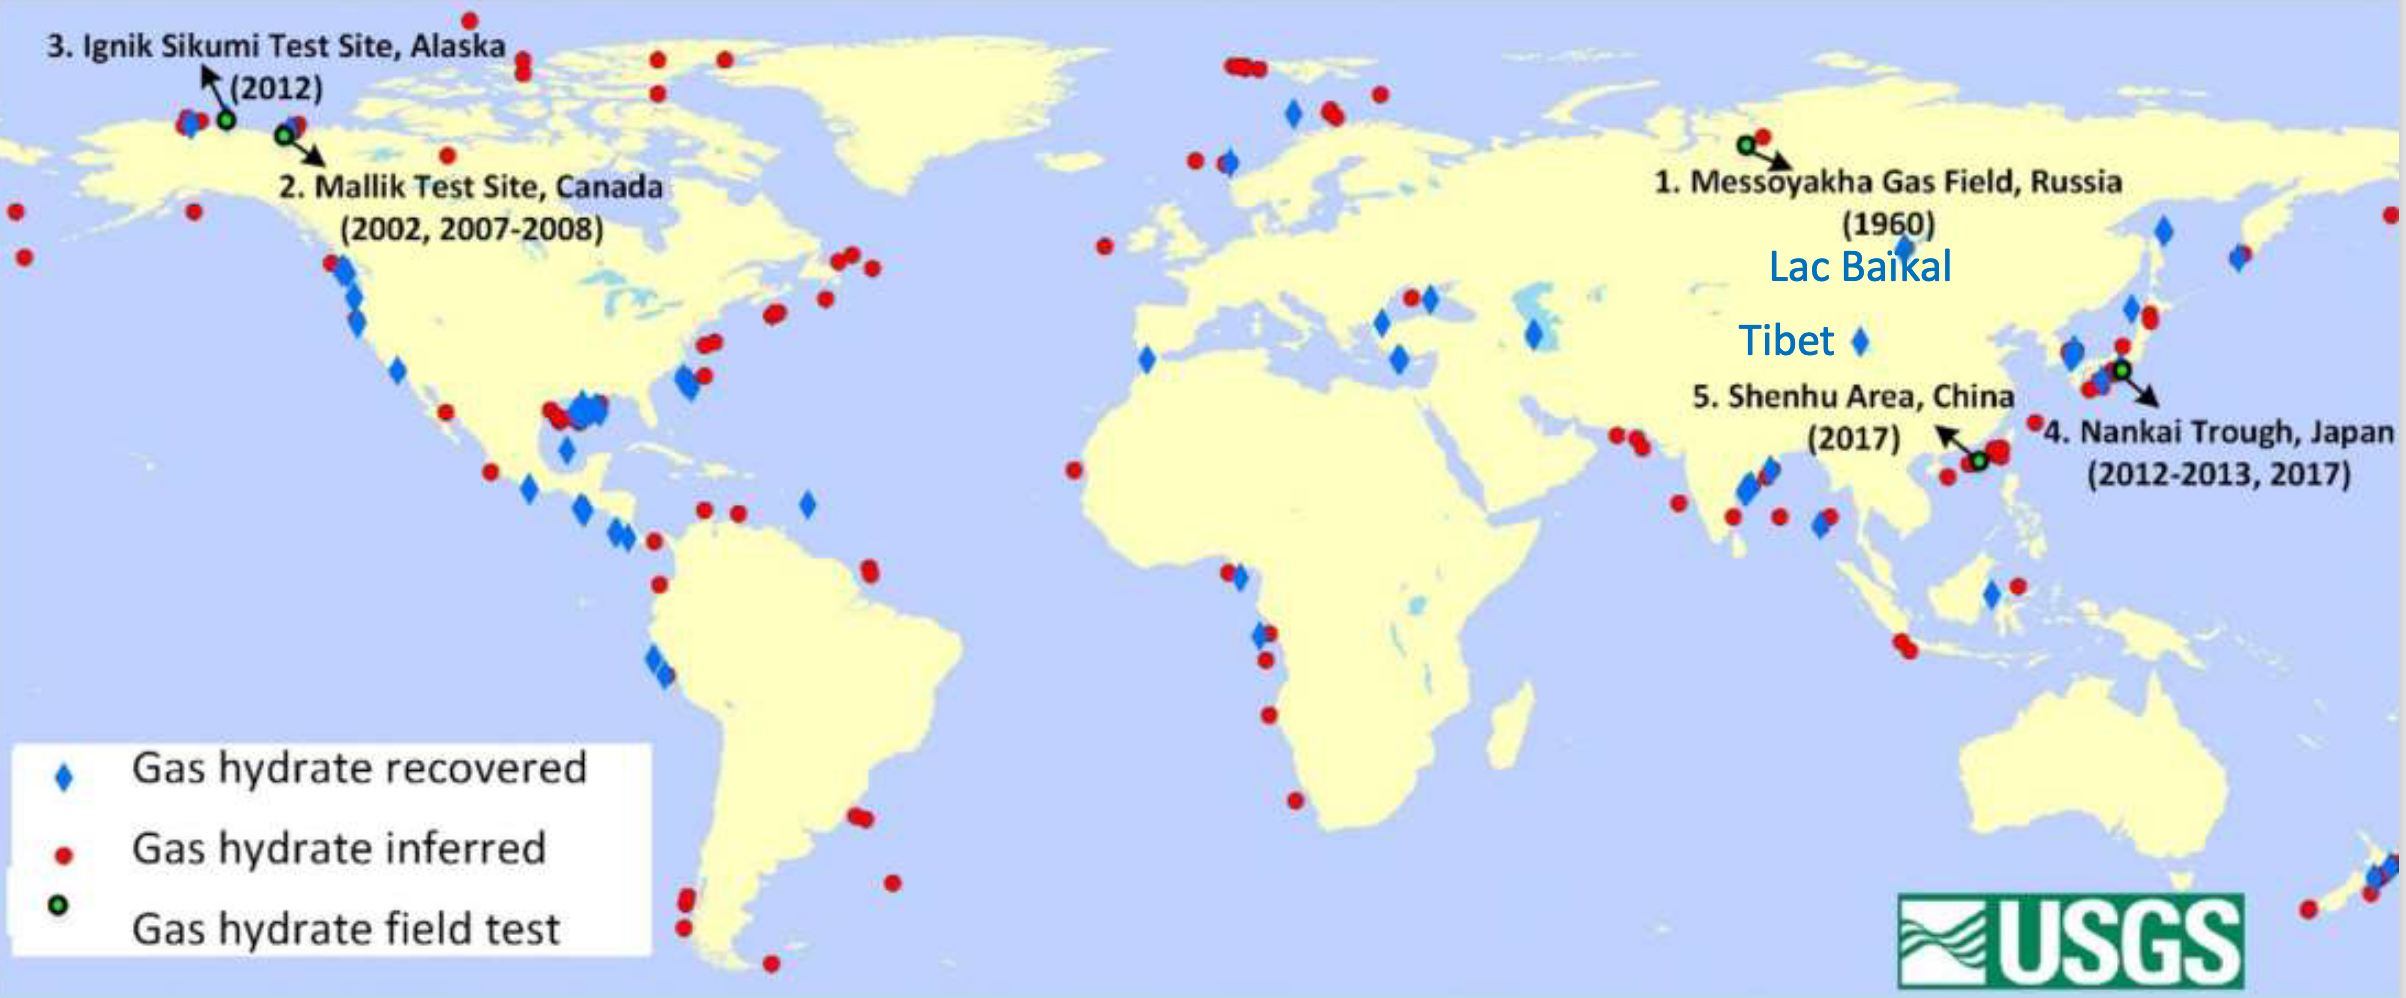 3. Ignik Sikumi Test Site, Alaska
(2012)
2. Mallik Test Site, Canada
(2002, 2007-2008)
1. Messoyakha Gas Field, Russia
(1960)
Lac Baïkal
Tibet
5. Shenhu Area, China
(2017)
4. Nankai Trough, Japan
(2012-2013, 2017)
Gas hydrate recovered
Gas hydrate inferred
Gas hydrate field test
USGS